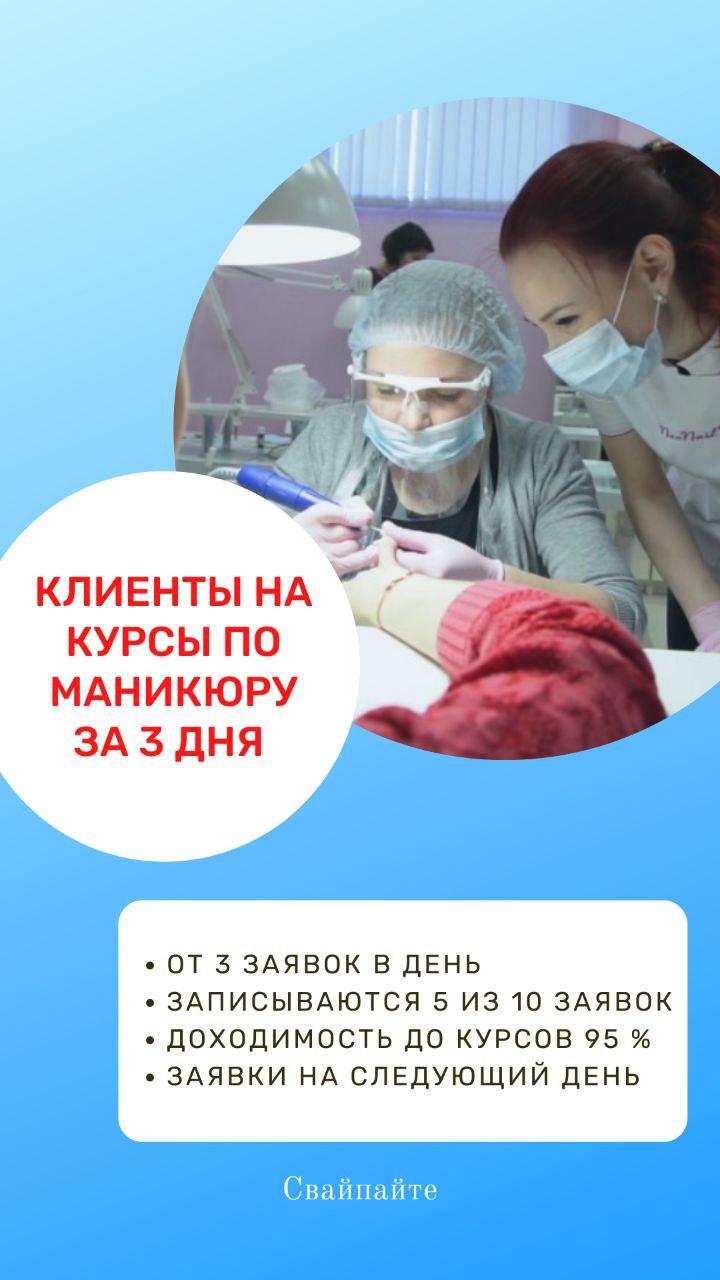 КЛИЕНТЫ НА
КУРСЫ ПО
МАНИКЮРУ
ЗА 3 ДНЯ
• ОТ 3 ЗАЯВОК В ДЕНЬ
• ЗАПИСЫВАЮТСЯ 5 ИЗ 10 ЗАЯВОК
• ДОХОДИМОСТЬ ДО КУРСОВ 95 %
• ЗАЯВКИ НА СЛЕДУЮЩИЙ ДЕНЬ
Свайпайте